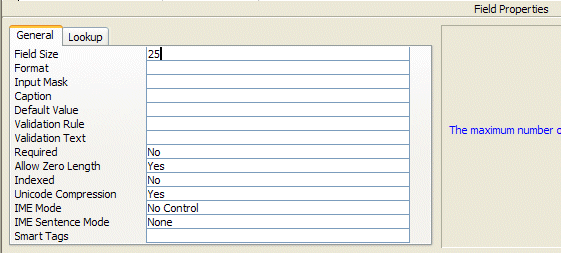 Field Properties
General Lookup
Field Size 25
Format
Input Mask
Caption
Default Value
Validation Rule
Validation Text
Required No
Allow Zero Length Yes
Indexed No
Unicode Compression Yes
IME Mode No Control
IME Sentence Mode None
Smart Tags
The maximum number